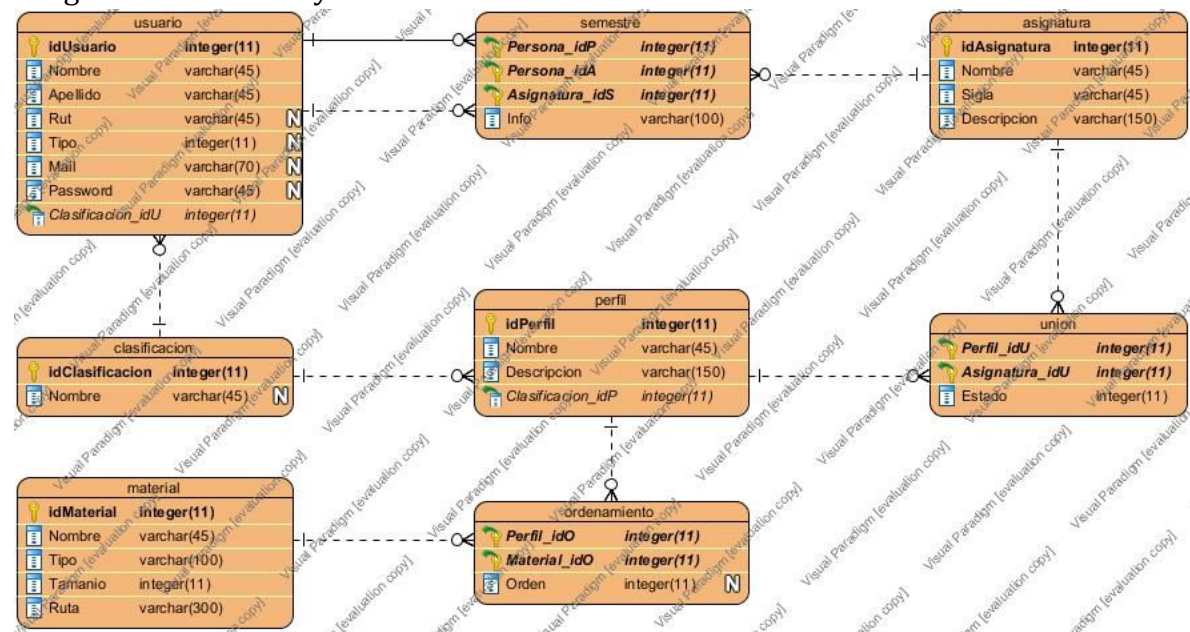 usuario
idUsuario integer(11)
Nombre varchar(45)
Apellido varchar(45)
Rut varchar(45) N
Tipo integer(11) N
Mail varchar(70) N
Password varchar(45) N
Clasificacion_idU integer(11)
semestre
Persona_idP integer(11)
Persona_idA integer(11)
Asignatura_idS integer(11)
Info varchar(100)
asignatura
idAsignatura integer(11)
Nombre varchar(45)
Sigla varchar(45)
Descripcion varchar(150)
clasificacion
idClasificacion integer(11)
Nombre varchar(45) N
perfil
idPerfil integer(11)
Nombre varchar(45)
Descripcion varchar(150)
Clasificacion_idP integer(11)
union
Perfil_idU integer(11)
Asignatura_idU integer(11)
Estado integer(11)
material
idMaterial integer(11)
Nombre varchar(45)
Tipo varchar(100)
Tamanio integer(11)
Ruta varchar(300)
ordenamiento
Perfil_idO integer(11)
Material_idO integer(11)
Orden integer(11) N
Visual Paradigm [evaluation copy]